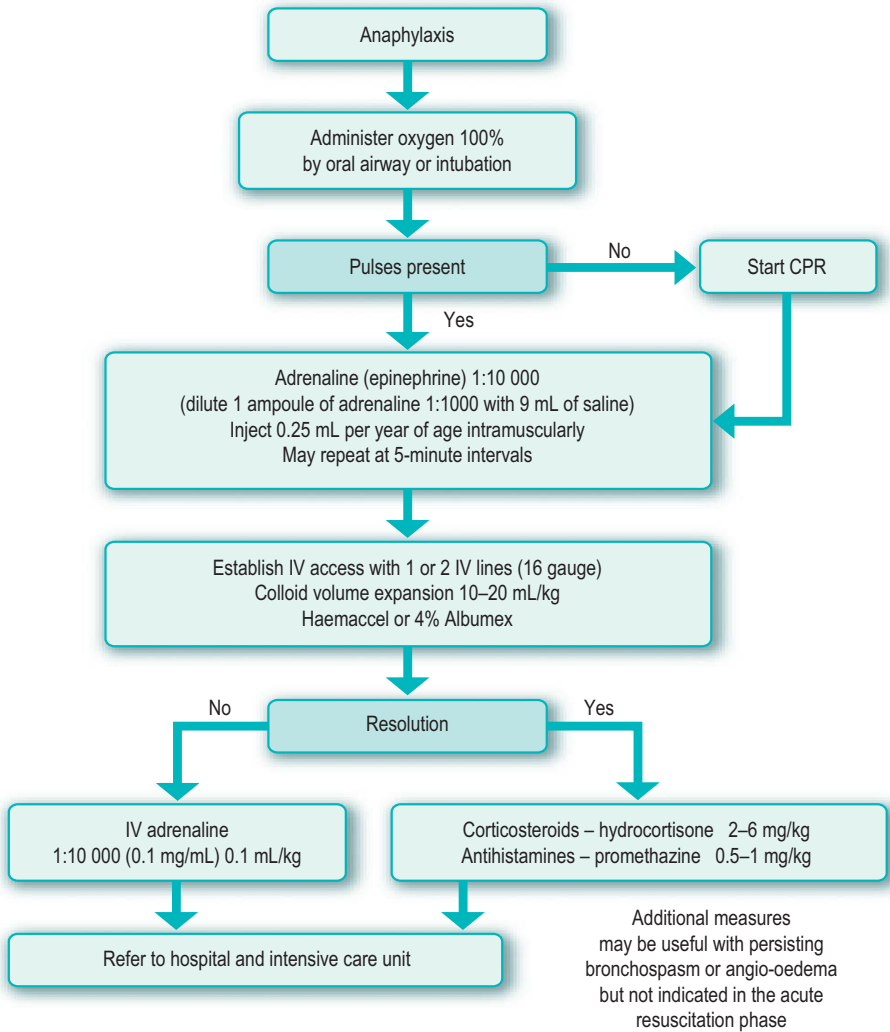 Anaphylaxis
Administer oxygen 100%
by oral airway or intubation
Pulses present
No
Start CPR
Yes
Adrenaline (epinephrine) 1:10 000
(dilute 1 ampoule of adrenaline 1:1000 with 9 mL of saline)
Inject 0.25 mL per year of age intramuscularly
May repeat at 5-minute intervals
Establish IV access with 1 or 2 IV lines (16 gauge)
Colloid volume expansion 10–20 mL/kg
Haemaccel or 4% Albumex
No
Resolution
Yes
IV adrenaline
1:10 000 (0.1 mg/mL) 0.1 mL/kg
Corticosteroids – hydrocortisone 2–6 mg/kg
Antihistamines – promethazine 0.5–1 mg/kg
Refer to hospital and intensive care unit
Additional measures
may be useful with persisting
bronchospasm or angio-oedema
but not indicated in the acute
resuscitation phase